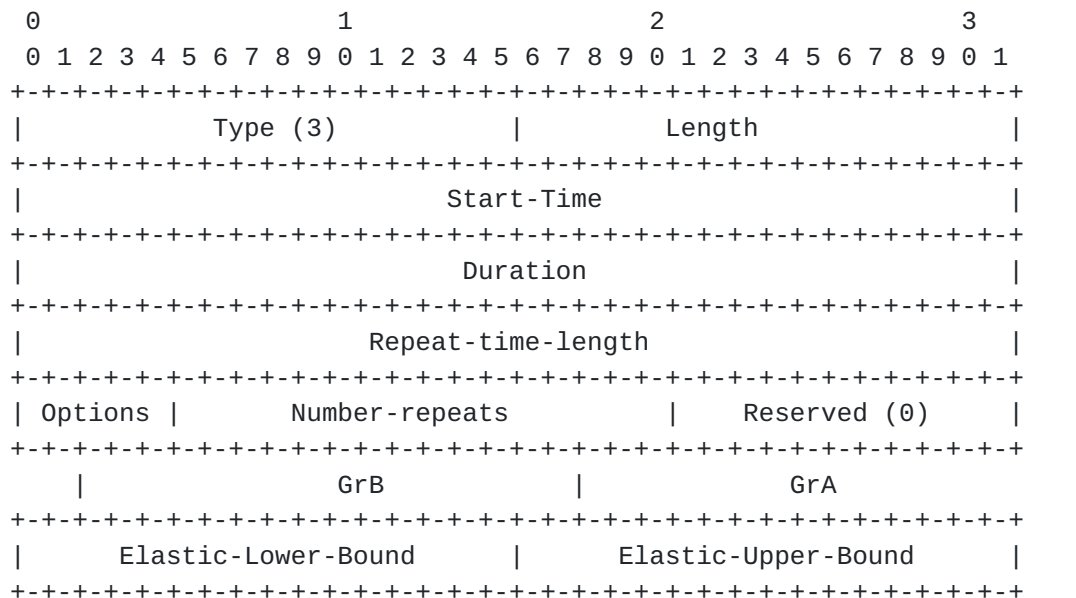 0                   1                   2                   3
 0 1 2 3 4 5 6 7 8 9 0 1 2 3 4 5 6 7 8 9 0 1 2 3 4 5 6 7 8 9 0 1
+-+-+-+-+-+-+-+-+-+-+-+-+-+-+-+-+-+-+-+-+-+-+-+-+-+-+-+-+-+-+-+-+
|            Type (3)           |         Length                |
+-+-+-+-+-+-+-+-+-+-+-+-+-+-+-+-+-+-+-+-+-+-+-+-+-+-+-+-+-+-+-+-+
|                           Start-Time                          |
+-+-+-+-+-+-+-+-+-+-+-+-+-+-+-+-+-+-+-+-+-+-+-+-+-+-+-+-+-+-+-+-+
|                            Duration                           |
+-+-+-+-+-+-+-+-+-+-+-+-+-+-+-+-+-+-+-+-+-+-+-+-+-+-+-+-+-+-+-+-+
|                      Repeat-time-length                       |
+-+-+-+-+-+-+-+-+-+-+-+-+-+-+-+-+-+-+-+-+-+-+-+-+-+-+-+-+-+-+-+-+
| Options |       Number-repeats          |    Reserved (0)     |
+-+-+-+-+-+-+-+-+-+-+-+-+-+-+-+-+-+-+-+-+-+-+-+-+-+-+-+-+-+-+-+-+
    |                GrB            |             GrA
+-+-+-+-+-+-+-+-+-+-+-+-+-+-+-+-+-+-+-+-+-+-+-+-+-+-+-+-+-+-+-+-+
|      Elastic-Lower-Bound      |      Elastic-Upper-Bound      |
+-+-+-+-+-+-+-+-+-+-+-+-+-+-+-+-+-+-+-+-+-+-+-+-+-+-+-+-+-+-+-+-+